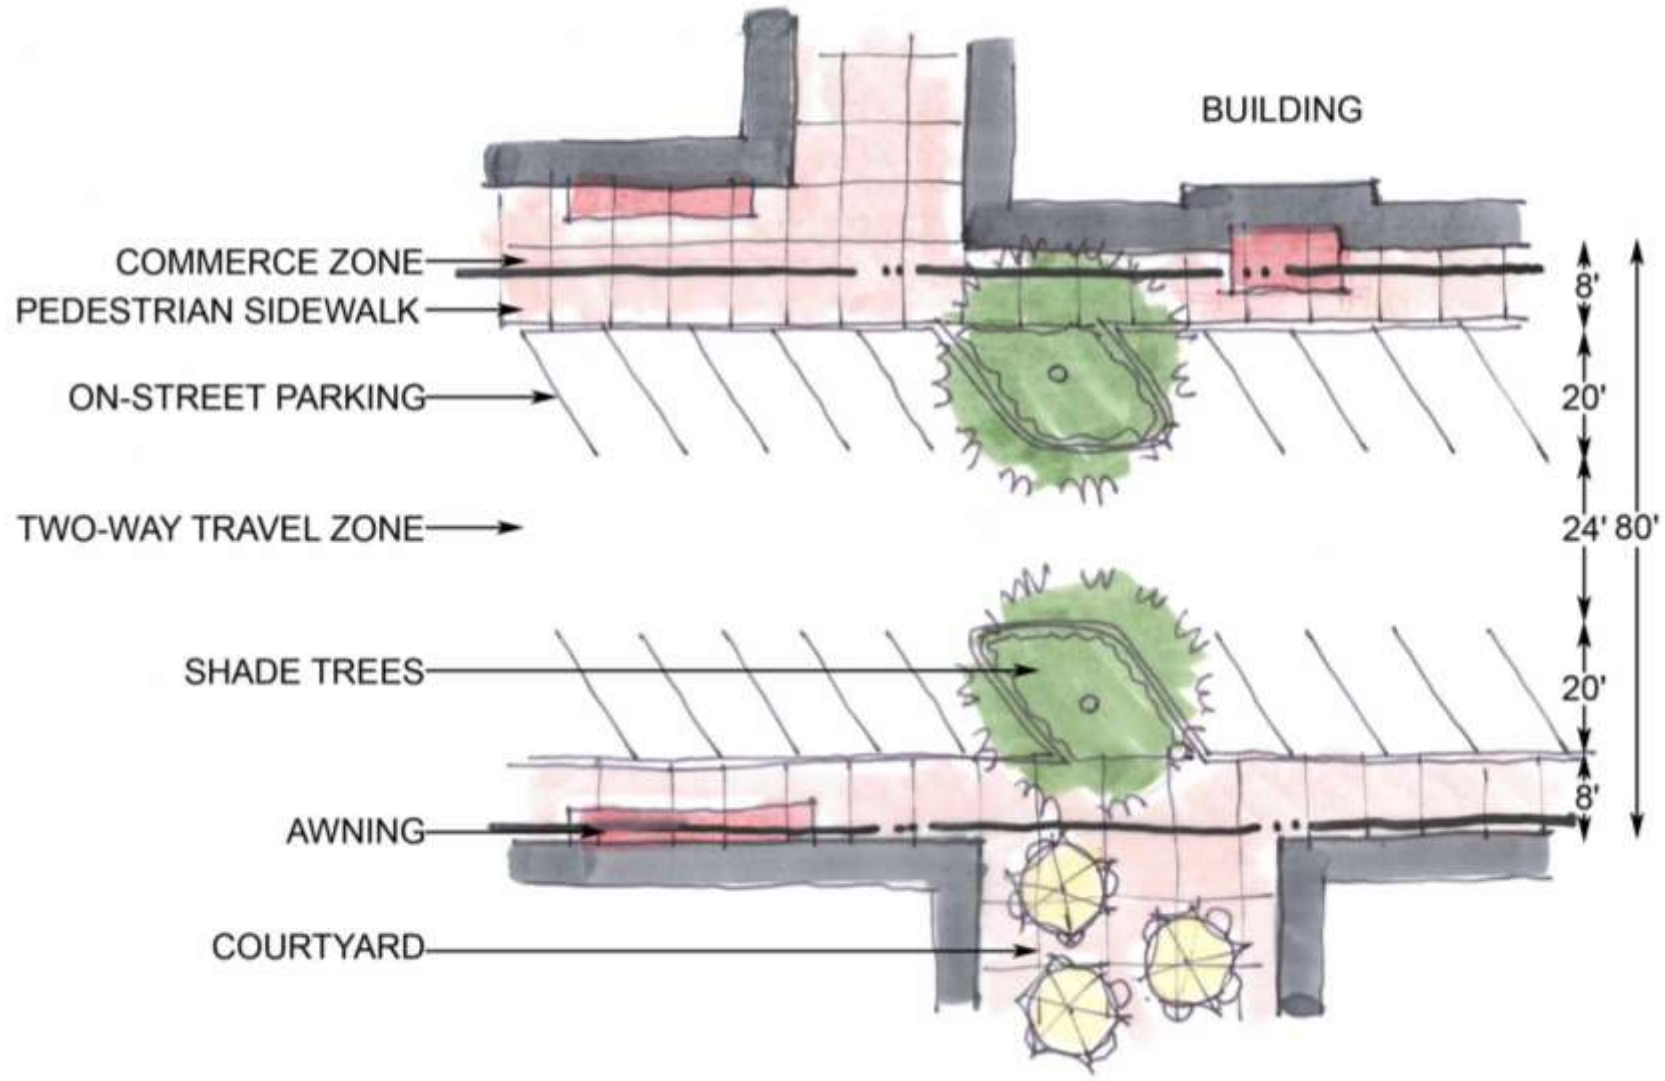 BUILDING
COMMERCE ZONE
8'
PEDESTRIAN SIDEWALK
ON-STREET PARKING
20'
TWO-WAY TRAVEL ZONE
24' 80'
SHADE TREES
20'
8'
AWNING
COURTYARD